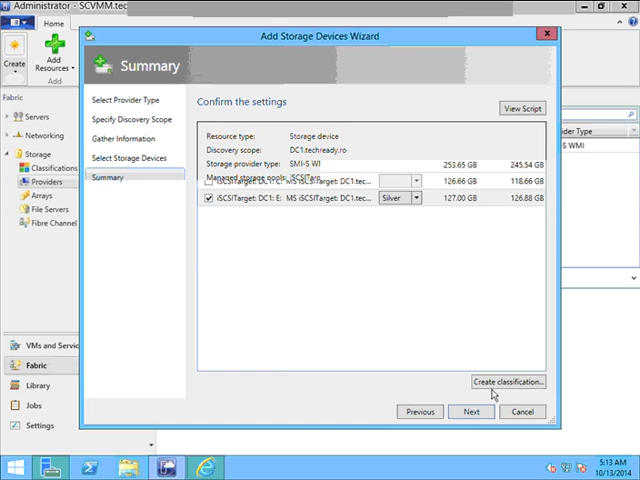 Administrator - SCVMM.tec
Home
Create
Add
Resources
Add
Fabric
Servers
Networking
Storage
Classifications
Providers
Arrays
File Servers
Fibre Channel
VMs and Servic
Fabric
Library
Jobs
Settings
Add Storage Devices Wizard
Summary
Select Provider Type
Specify Discovery Scope
Gather Information
Select Storage Devices
Summary
Confirm the settings
View Script
Resource type: Storage device
Discovery scope: DC1.techready.ro
Storage provider type: SMI-S WI 253.65 GB 245.54 GB
Managed storage pools: iSCSITarg
iSCSITarget: DC1: C: MS iSCSITarget: DC1.tec... 126.66 GB 118.66 GB
iSCSITarget: DC1: E: MS iSCSITarget: DC1.tec... Silver 127.00 GB 126.88 GB
Create classification...
Previous Next Cancel
der Type
S WMI
5:13 AM
10/13/2014